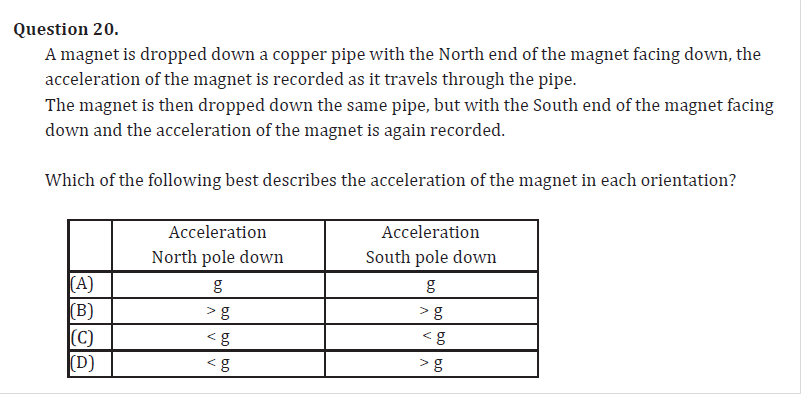 Question 20.
A magnet is dropped down a copper pipe with the North end of the magnet facing down, the
acceleration of the magnet is recorded as it travels through the pipe.
The magnet is then dropped down the same pipe, but with the South end of the magnet facing
down and the acceleration of the magnet is again recorded.
Which of the following best describes the acceleration of the magnet in each orientation?
Acceleration Acceleration
North pole down South pole down
(A) g g
(B) > g > g
(C) < g < g
(D) < g > g